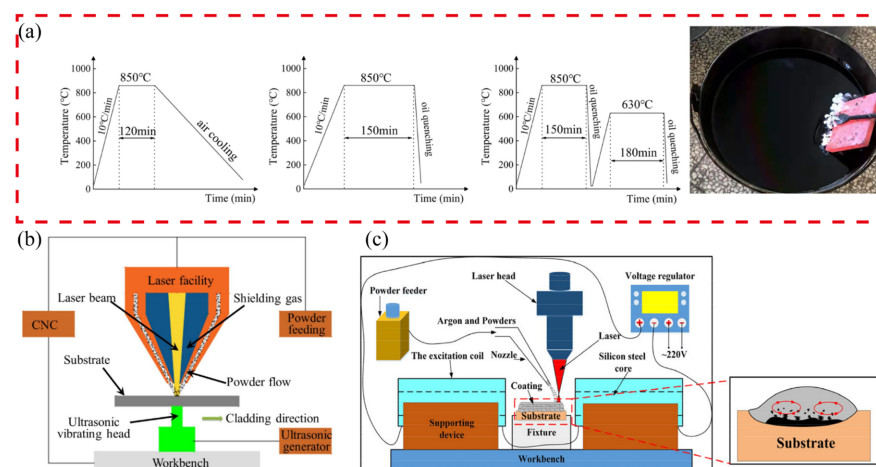 (a)
1000
800
600
400
200
0
Temperature (℃)
850℃
10℃/min
120min
air cooling
Time (min)
1000
800
600
400
200
0
Temperature (℃)
850℃
10℃/min
150min
oil quenching
Time (min)
1000
800
600
400
200
0
Temperature (℃)
850℃
10℃/min
150min
oil quenching
630℃
180min
oil quenching
Time (min)
(b)
Laser facility
Laser beam
Shielding gas
CNC
Powder
feeding
Substrate
Powder flow
Ultrasonic
vibrating head
Cladding direction
Ultrasonic
generator
Workbench
(c)
Laser head
Voltage regulator
Powder feeder
Argon and Powders
Laser
~220V
The excitation coil
Nozzle
Silicon steel
core
Coating
Substrate
Supporting
device
Fixture
Workbench
Substrate